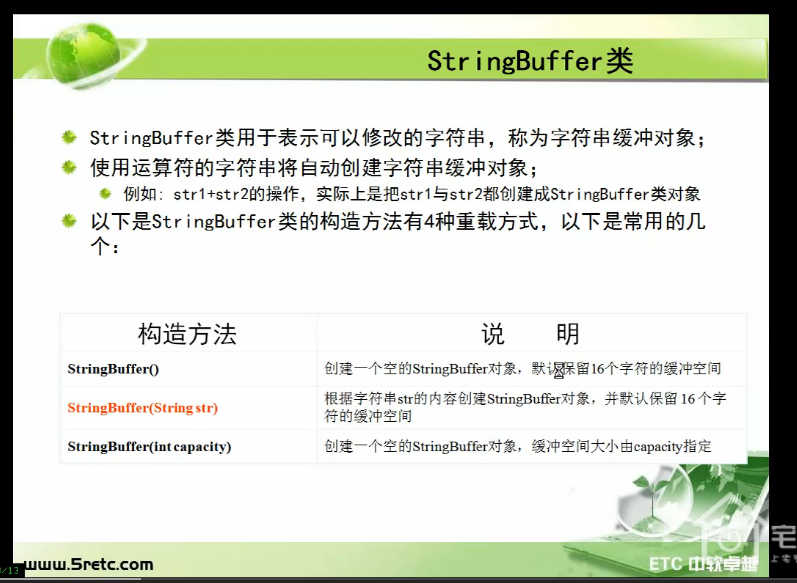 StringBuffer类
StringBuffer类用于表示可以修改的字符串，称为字符串缓冲对象；
使用运算符的字符串将自动创建字符串缓冲对象；
例如：str1+str2的操作，实际上是把str1与str2都创建成StringBuffer类对象
以下是StringBuffer类的构造方法有4种重载方式，以下是常用的几
个：
构造方法
说 明
StringBuffer()
创建一个空的StringBuffer对象，默认保留16个字符的缓冲空间
StringBuffer(String str)
根据字符串str的内容创建StringBuffer对象，并默认保留 16 个字
符的缓冲空间
StringBuffer(int capacity)
创建一个空的StringBuffer对象，缓冲空间大小由capacity指定
/13
www.5retc.com
ETC 中软卓越
宅